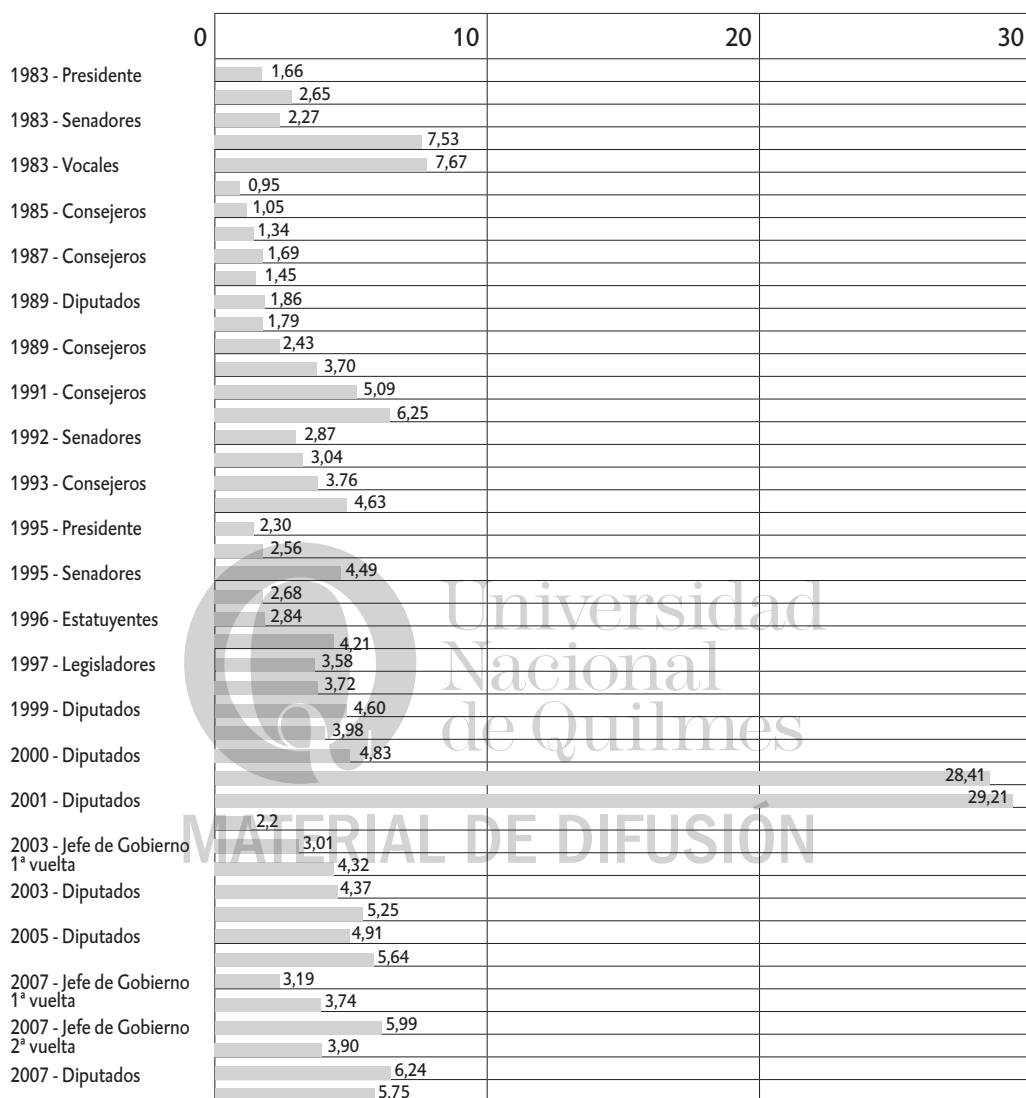 0 10 20 30
1983 - Presidente 1,66
2,65
1983 - Senadores 2,27
7,53
1983 - Vocales 7,67
0,95
1985 - Consejeros 1,05
1,34
1987 - Consejeros 1,69
1,45
1989 - Diputados 1,86
1,79
1989 - Consejeros 2,43
3,70
1991 - Consejeros 5,09
6,25
1992 - Senadores 2,87
3,04
1993 - Consejeros 3.76
4,63
1995 - Presidente 2,30
2,56
1995 - Senadores 4,49
2,68
1996 - Estatuyentes 2,84
4,21
1997 - Legisladores 3,58
3,72
1999 - Diputados 4,60
3,98
2000 - Diputados 4,83
28,41
2001 - Diputados 29,21
2,2
2003 - Jefe de Gobierno 3,01
1ª vuelta 4,32
2003 - Diputados 4,37
5,25
2005 - Diputados 4,91
5,64
2007 - Jefe de Gobierno 3,19
1ª vuelta 3,74
2007 - Jefe de Gobierno 5,99
2ª vuelta 3,90
2007 - Diputados 6,24
5,75
Universidad
Nacional
de Quilmes
MATERIAL DE DIFUSIÓN